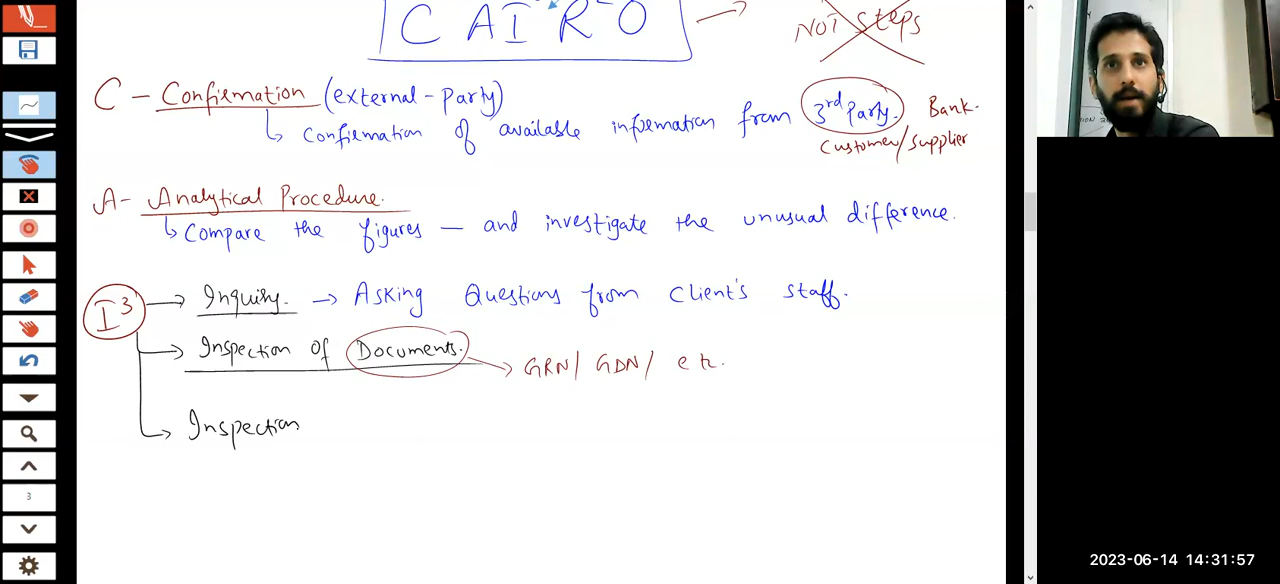 C A I R O
NOT steps
C - Confirmation (external-Party)
↳ Confirmation of available information from 3rd Party. Bank.
Customer/Supplier
A- Analytical Procedure.
↳ Compare the figures — and investigate the unusual difference.
I³ → Inquiry. → Asking Questions from Client's staff.
→ Inspection of Documents. → GRN/ GDN/ etc.
→ Inspection
3
2023-06-14 14:31:57